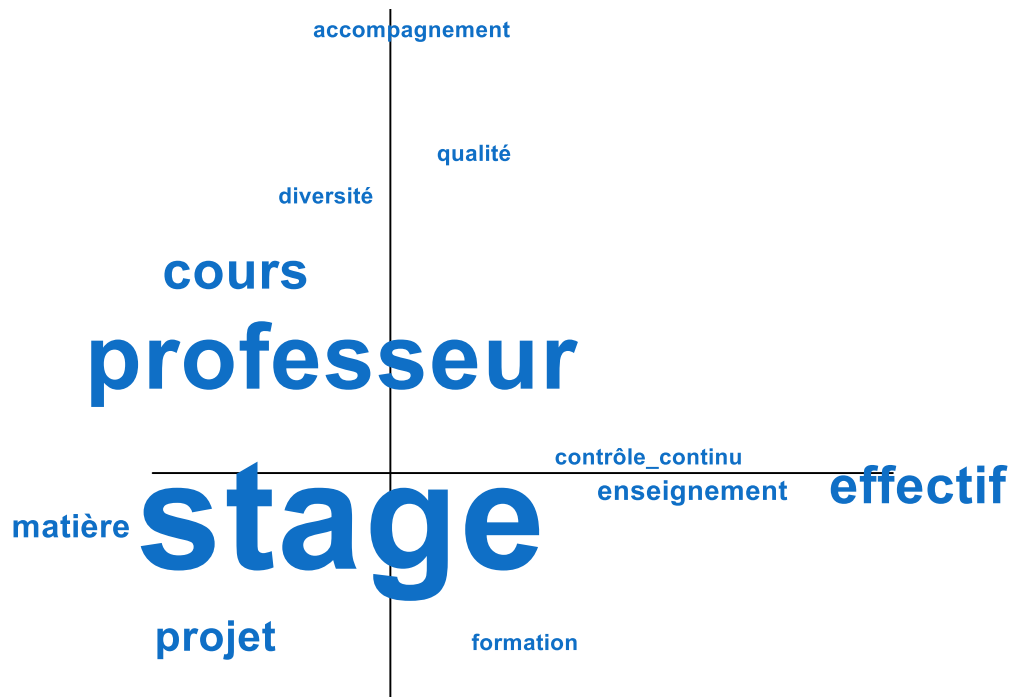 accompagnement
qualité
diversité
cours
professeur
contrôle_continu
effectif
enseignement
stage
matière
projet
formation